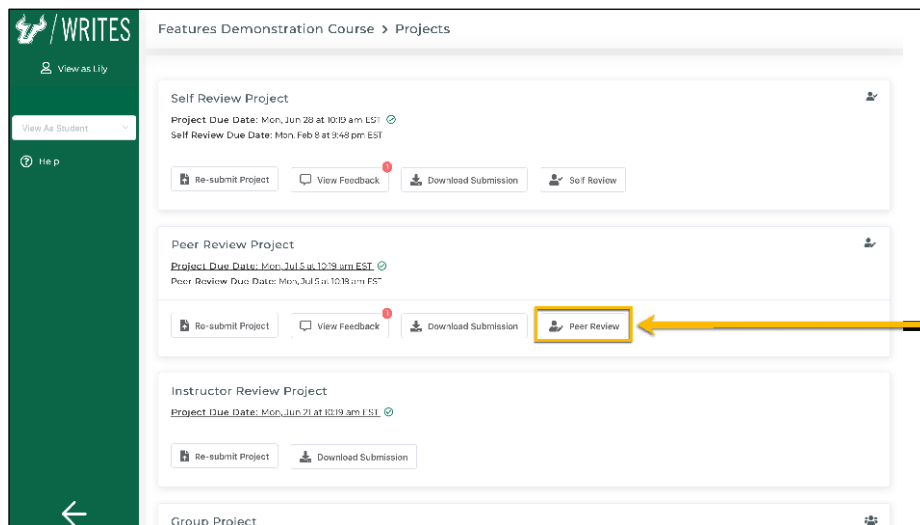 /WRITES
Features Demonstration Course > Projects
View as Lily
View As Student
Help
Self Review Project
Project Due Date: Mon, Jun 28 at 10:19 am EST
Self Review Due Date: Mon, Feb 8 at 9:48 pm EST
Re-submit Project
View Feedback
1
Download Submission
Self Review
Peer Review Project
Project Due Date: Mon, Jul 5 at 10:19 am EST
Peer Review Due Date: Mon, Jul 5 at 10:19 am EST
Re-submit Project
View Feedback
1
Download Submission
Peer Review
Instructor Review Project
Project Due Date: Mon, Jun 21 at 10:19 am EST
Re-submit Project
Download Submission
Group Project